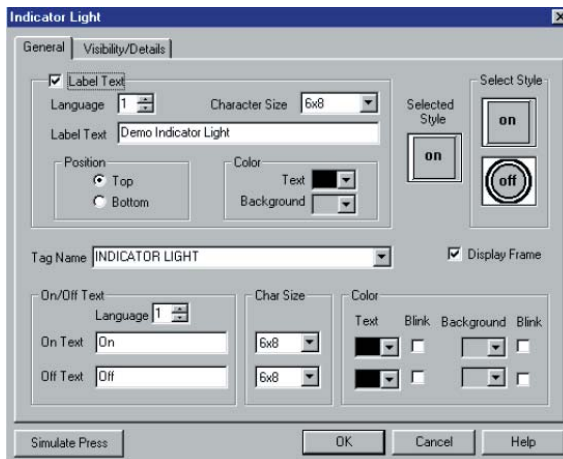 Indicator Light
General Visibility/Details
Label Text
Language 1 Character Size 6x8
Label Text Demo Indicator Light
Position
Top
Bottom
Color
Text
Background
Selected Style
on
Select Style
on
off
Tag Name INDICATOR LIGHT
Display Frame
On/Off Text
Language 1
On Text On
Off Text Off
Char Size
6x8
6x8
Color
Text Blink Background Blink
Simulate Press OK Cancel Help